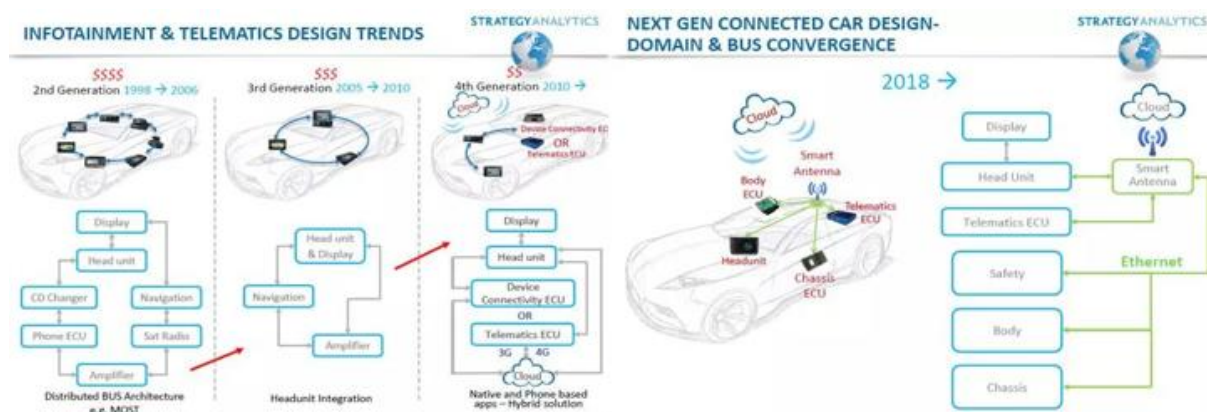 INFOTAINMENT & TELEMATICS DESIGN TRENDS
STRATEGYANALYTICS
$$$$
2nd Generation 1998 → 2006
Display
Head unit
CD Changer
Navigation
Phone ECU
Sat Radio
Amplifier
Distributed BUS Architecture
e.g. MOST
$$$
3rd Generation 2005 → 2010
Head unit
& Display
Navigation
Amplifier
Headunit Integration
$$
4th Generation 2010 →
Cloud
Device Connectivity EC
OR
Telematics ECU
Display
Head unit
Device
Connectivity ECU
OR
Telematics ECU
3G 4G
Cloud
Native and Phone based
apps – Hybrid solution
NEXT GEN CONNECTED CAR DESIGN-
DOMAIN & BUS CONVERGENCE
STRATEGYANALYTICS
2018 →
Cloud
Smart
Antenna
Body
ECU
Telematics
ECU
Headunit
Chassis
ECU
Cloud
Display
Head Unit
Smart
Antenna
Telematics ECU
Ethernet
Safety
Body
Chassis